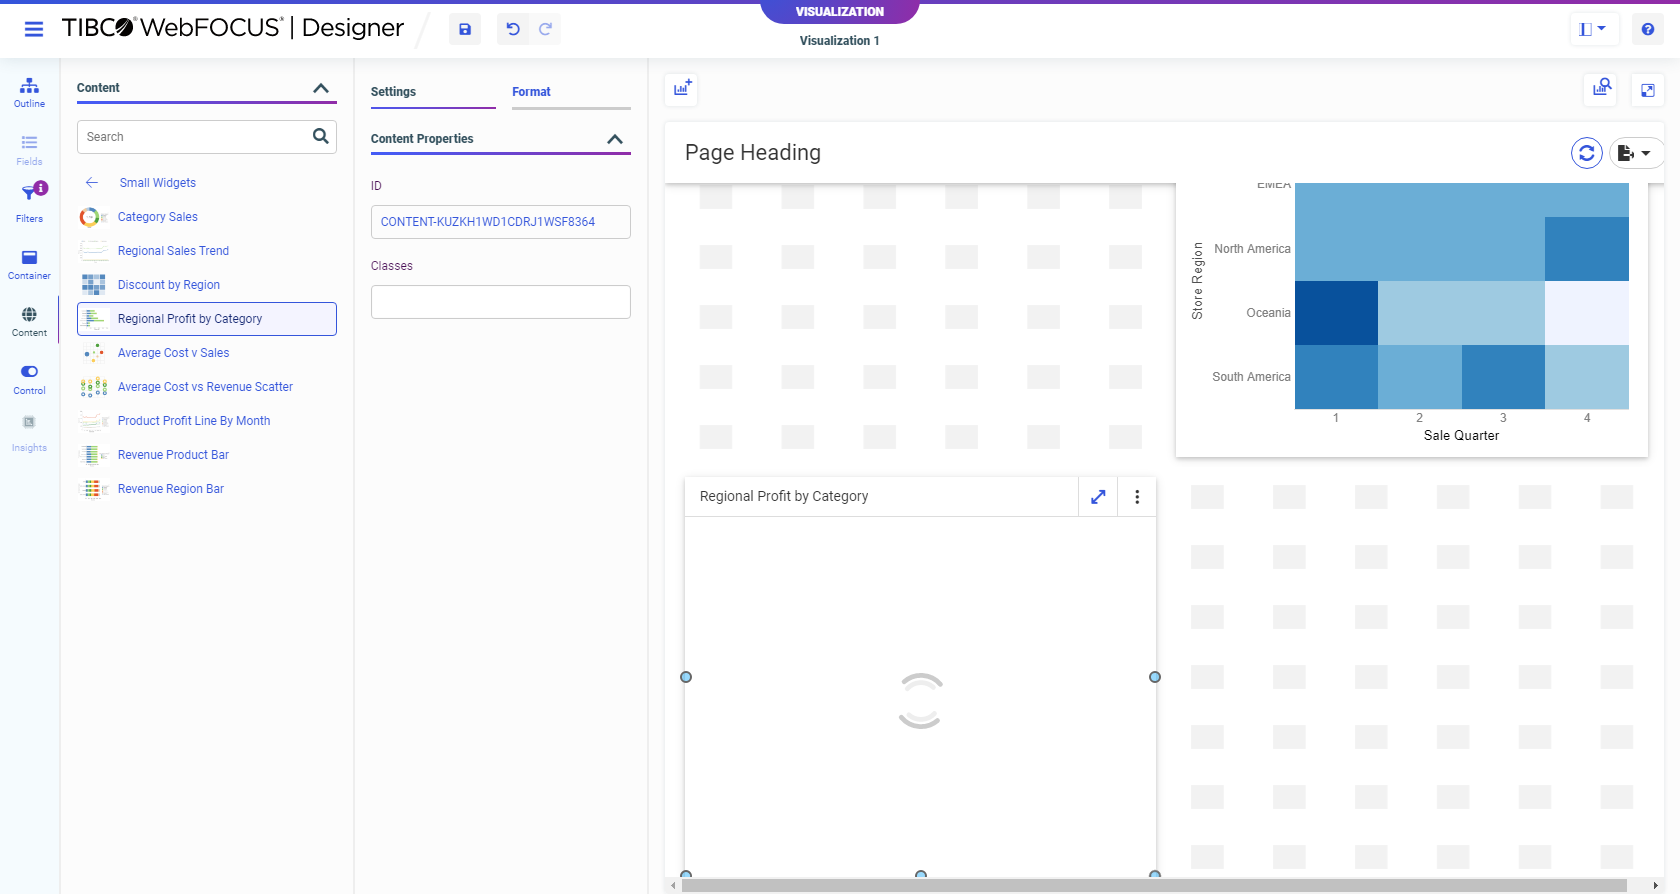 VISUALIZATION
TIBCO® WebFOCUS® | Designer
Visualization 1
Outline
Fields
i
Filters
Container
Content
Control
Insights
Content
Search
Small Widgets
Category Sales
Regional Sales Trend
Discount by Region
Regional Profit by Category
Average Cost v Sales
Average Cost vs Revenue Scatter
Product Profit Line By Month
Revenue Product Bar
Revenue Region Bar
Settings
Format
Content Properties
ID
CONTENT-KUZKH1WD1CDRJ1WSF8364
Classes
Page Heading
EMEA
North America
Oceania
South America
Store Region
1 2 3 4
Sale Quarter
Regional Profit by Category